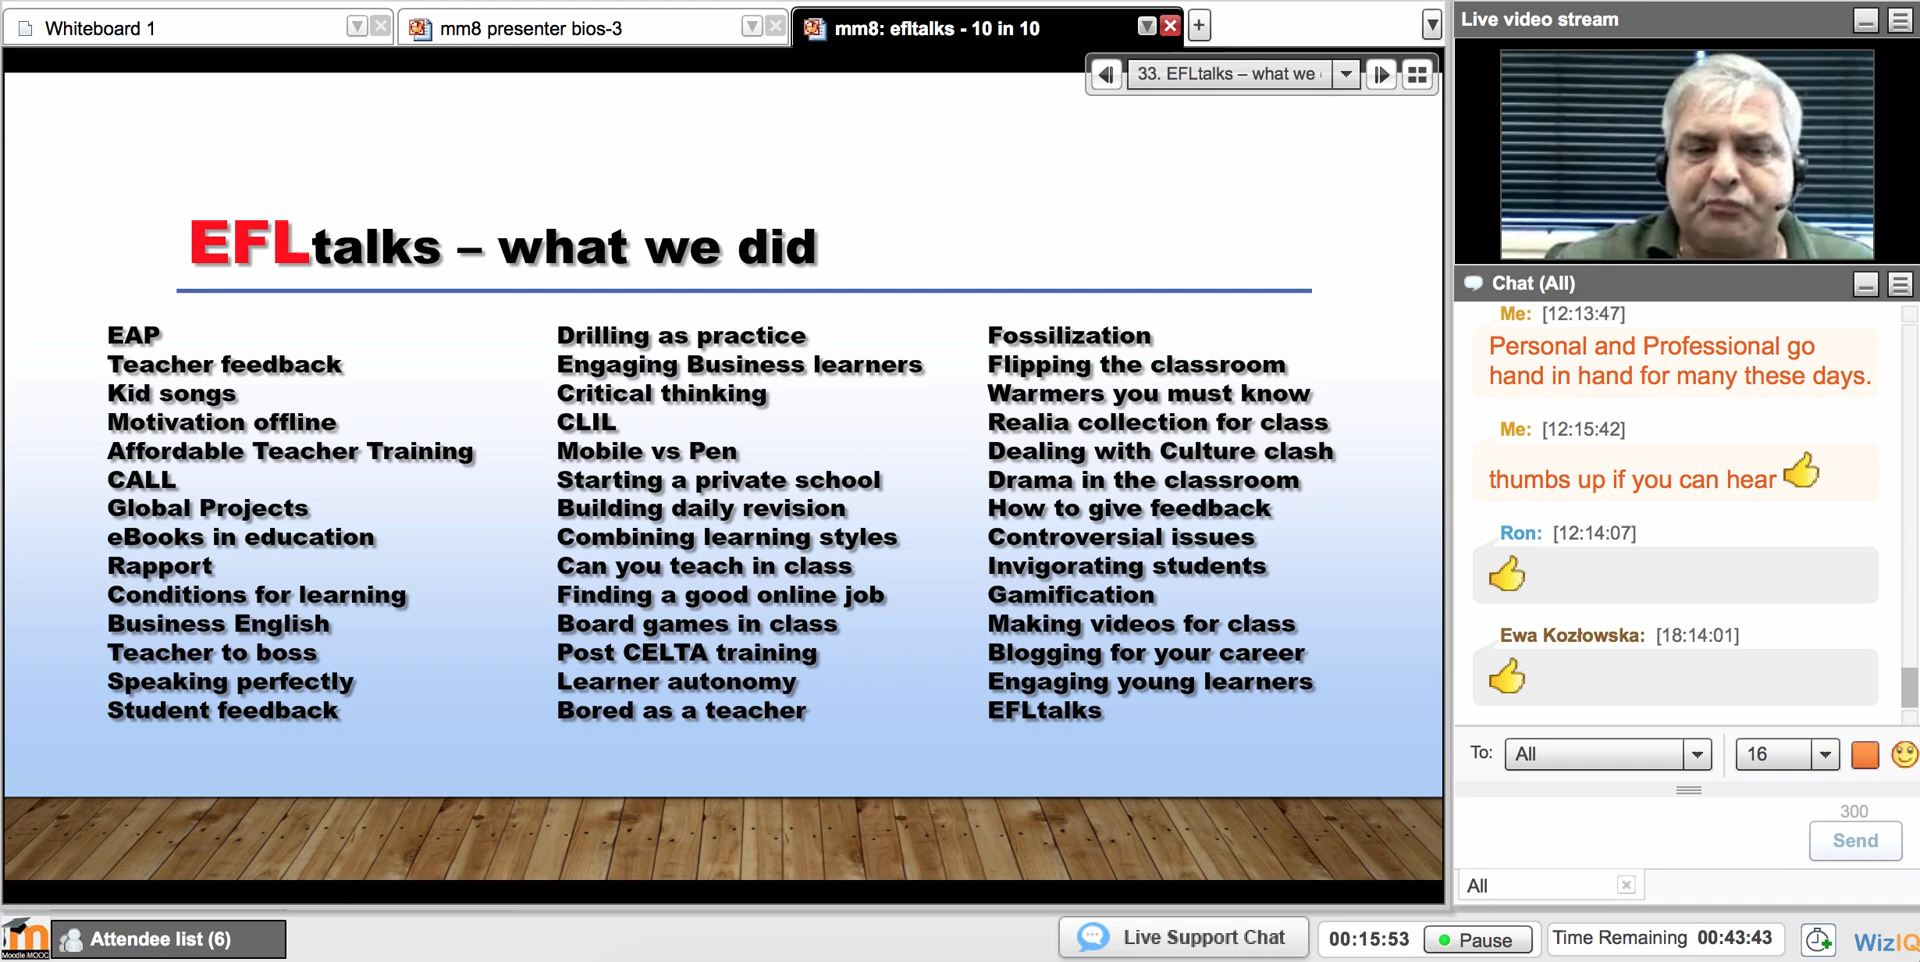 Whiteboard 1
mm8 presenter bios-3
mm8: efltalks - 10 in 10
+
33. EFLtalks – what we
EFLtalks – what we did
EAP
Teacher feedback
Kid songs
Motivation offline
Affordable Teacher Training
CALL
Global Projects
eBooks in education
Rapport
Conditions for learning
Business English
Teacher to boss
Speaking perfectly
Student feedback
Drilling as practice
Engaging Business learners
Critical thinking
CLIL
Mobile vs Pen
Starting a private school
Building daily revision
Combining learning styles
Can you teach in class
Finding a good online job
Board games in class
Post CELTA training
Learner autonomy
Bored as a teacher
Fossilization
Flipping the classroom
Warmers you must know
Realia collection for class
Dealing with Culture clash
Drama in the classroom
How to give feedback
Controversial issues
Invigorating students
Gamification
Making videos for class
Blogging for your career
Engaging young learners
EFLtalks
Live video stream
Chat (All)
Me: [12:13:47]
Personal and Professional go
hand in hand for many these days.
Me: [12:15:42]
thumbs up if you can hear
Ron: [12:14:07]
Ewa Kozłowska: [18:14:01]
To: All 16
300
Send
All
m
Moodle MOOC
Attendee list (6)
Live Support Chat
00:15:53
Pause
Time Remaining 00:43:43
WizIQ